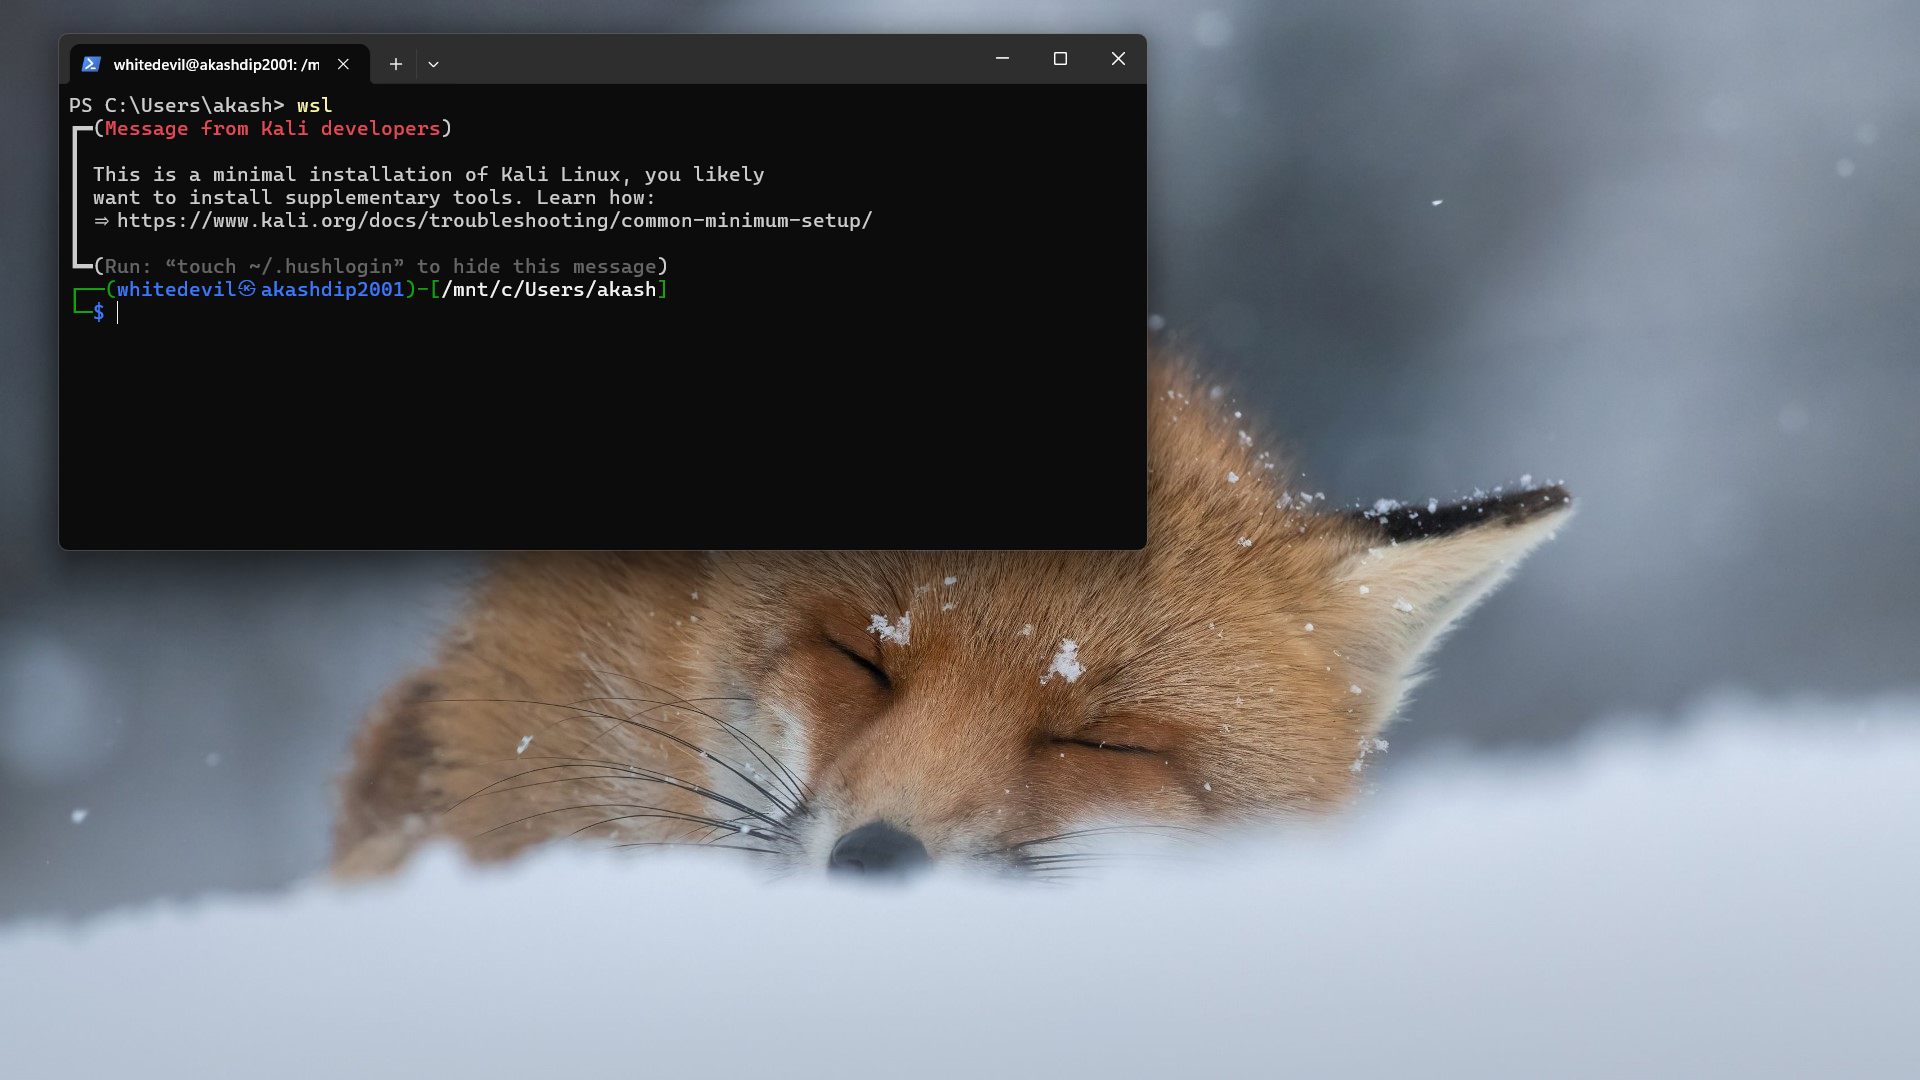 whitedevil@akashdip2001: /m
PS C:\Users\akash> wsl
(Message from Kali developers)
This is a minimal installation of Kali Linux, you likely
want to install supplementary tools. Learn how:
⇒ https://www.kali.org/docs/troubleshooting/common-minimum-setup/
(Run: “touch ~/.hushlogin” to hide this message)
┌──(whitedevil㉿akashdip2001)-[/mnt/c/Users/akash]
└─$